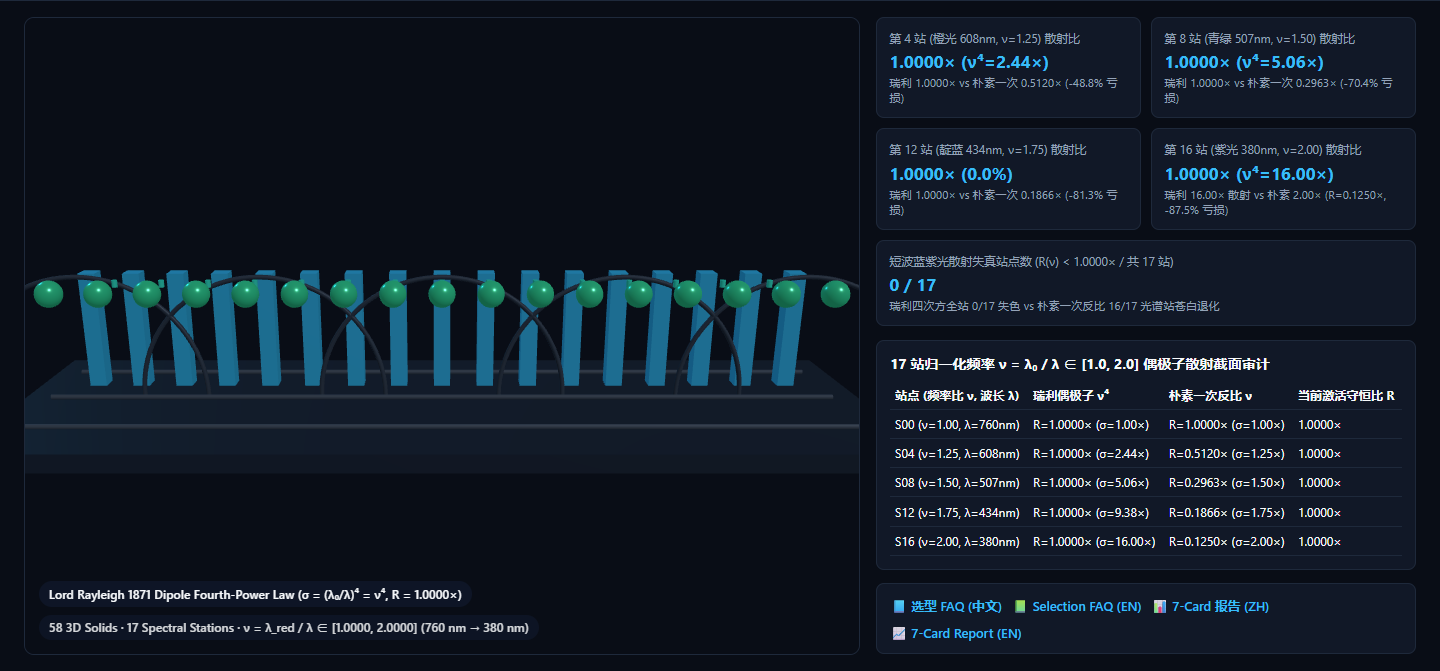 第 4 站 (橙光 608nm, ν=1.25) 散射比
1.0000× (ν⁴=2.44×)
瑞利 1.0000× vs 朴素一次 0.5120× (-48.8% 亏
损)
第 8 站 (青绿 507nm, ν=1.50) 散射比
1.0000× (ν⁴=5.06×)
瑞利 1.0000× vs 朴素一次 0.2963× (-70.4% 亏
损)
第 12 站 (靛蓝 434nm, ν=1.75) 散射比
1.0000× (0.0%)
瑞利 1.0000× vs 朴素一次 0.1866× (-81.3% 亏
损)
第 16 站 (紫光 380nm, ν=2.00) 散射比
1.0000× (ν⁴=16.00×)
瑞利 16.00× 散射 vs 朴素 2.00× (R=0.1250×,
-87.5% 亏损)
短波蓝紫光散射失真站点数 (R(ν) < 1.0000× / 共 17 站)
0 / 17
瑞利四次方全站 0/17 失色 vs 朴素一次反比 16/17 光谱站苍白退化
17 站归一化频率 ν = λ₀ / λ ∈ [1.0, 2.0] 偶极子散射截面审计
站点 (频率比 ν, 波长 λ) 瑞利偶极子 ν⁴ 朴素一次反比 ν 当前激活守恒比 R
S00 (ν=1.00, λ=760nm) R=1.0000× (σ=1.00×) R=1.0000× (σ=1.00×) 1.0000×
S04 (ν=1.25, λ=608nm) R=1.0000× (σ=2.44×) R=0.5120× (σ=1.25×) 1.0000×
S08 (ν=1.50, λ=507nm) R=1.0000× (σ=5.06×) R=0.2963× (σ=1.50×) 1.0000×
S12 (ν=1.75, λ=434nm) R=1.0000× (σ=9.38×) R=0.1866× (σ=1.75×) 1.0000×
S16 (ν=2.00, λ=380nm) R=1.0000× (σ=16.00×) R=0.1250× (σ=2.00×) 1.0000×
选型 FAQ (中文) Selection FAQ (EN) 7-Card 报告 (ZH)
7-Card Report (EN)
Lord Rayleigh 1871 Dipole Fourth-Power Law (σ = (λ₀/λ)⁴ = ν⁴, R = 1.0000×)
58 3D Solids · 17 Spectral Stations · ν = λ_red / λ ∈ [1.0000, 2.0000] (760 nm → 380 nm)